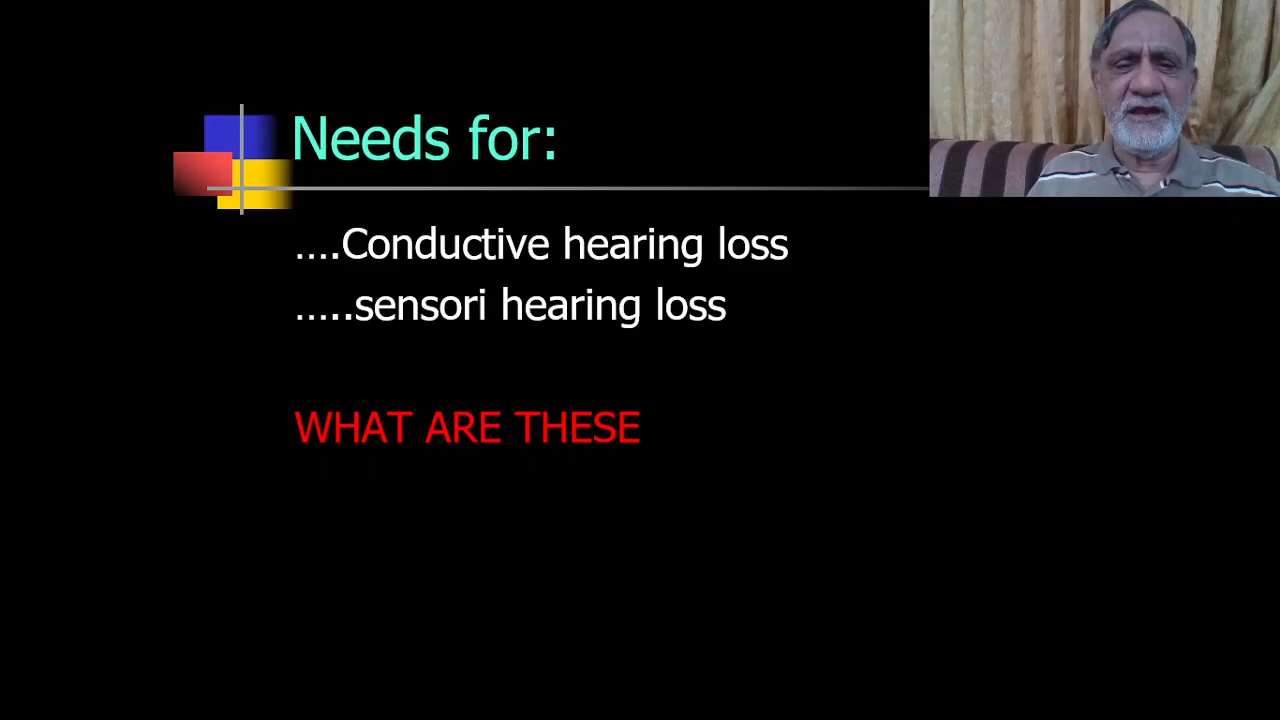 Needs for:
....Conductive hearing loss
.....sensori hearing loss
WHAT ARE THESE